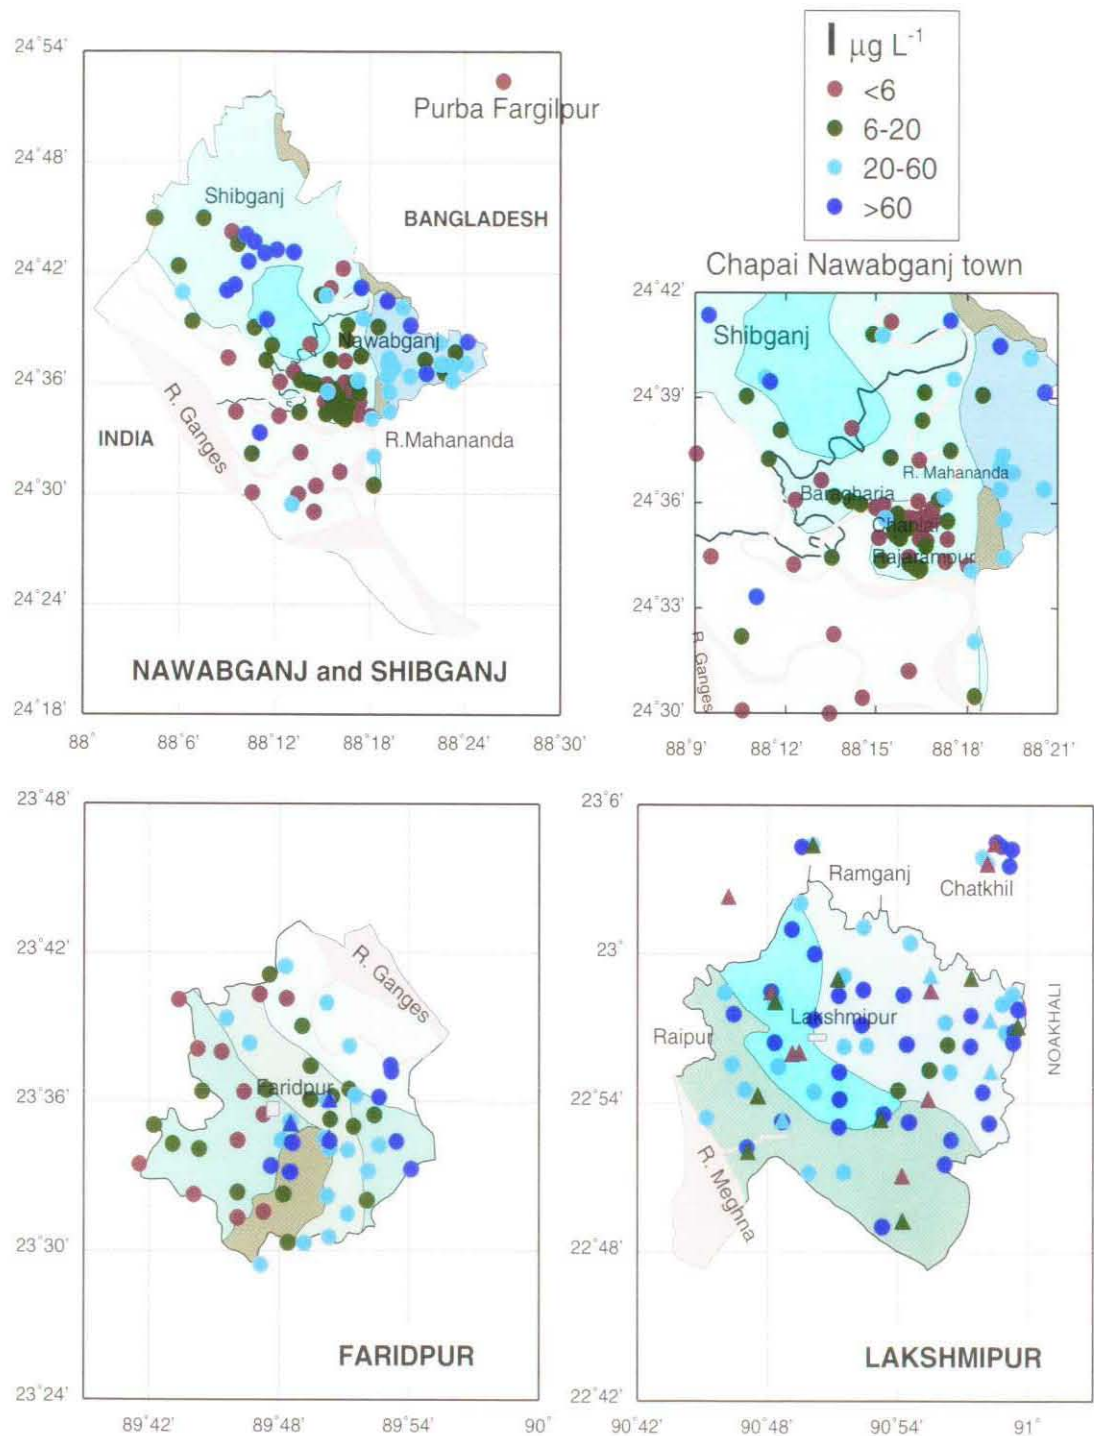 I μg L⁻¹
<6
6-20
20-60
>60
24˚54'
24˚48'
24˚42'
24˚36'
24˚30'
24˚24'
24˚18'
Purba Fargilpur
Shibganj
BANGLADESH
Nawabganj
R. Ganges
INDIA
R.Mahananda
NAWABGANJ and SHIBGANJ
88˚
88˚6'
88˚12'
88˚18'
88˚24'
88˚30'
Chapai Nawabganj town
24˚42'
24˚39'
24˚36'
24˚33'
24˚30'
Shibganj
R. Mahananda
Baragharia
Chanlai
Rajarampur
R. Ganges
88˚9'
88˚12'
88˚15'
88˚18'
88˚21'
23˚48'
23˚42'
23˚36'
23˚30'
23˚24'
R. Ganges
Faridpur
FARIDPUR
89˚42'
89˚48'
89˚54'
90˚
23˚6'
23˚
22˚54'
22˚48'
22˚42'
Ramganj
Chatkhil
Lakshmipur
Raipur
NOAKHALI
R. Meghna
LAKSHMIPUR
90˚42'
90˚48'
90˚54'
91˚